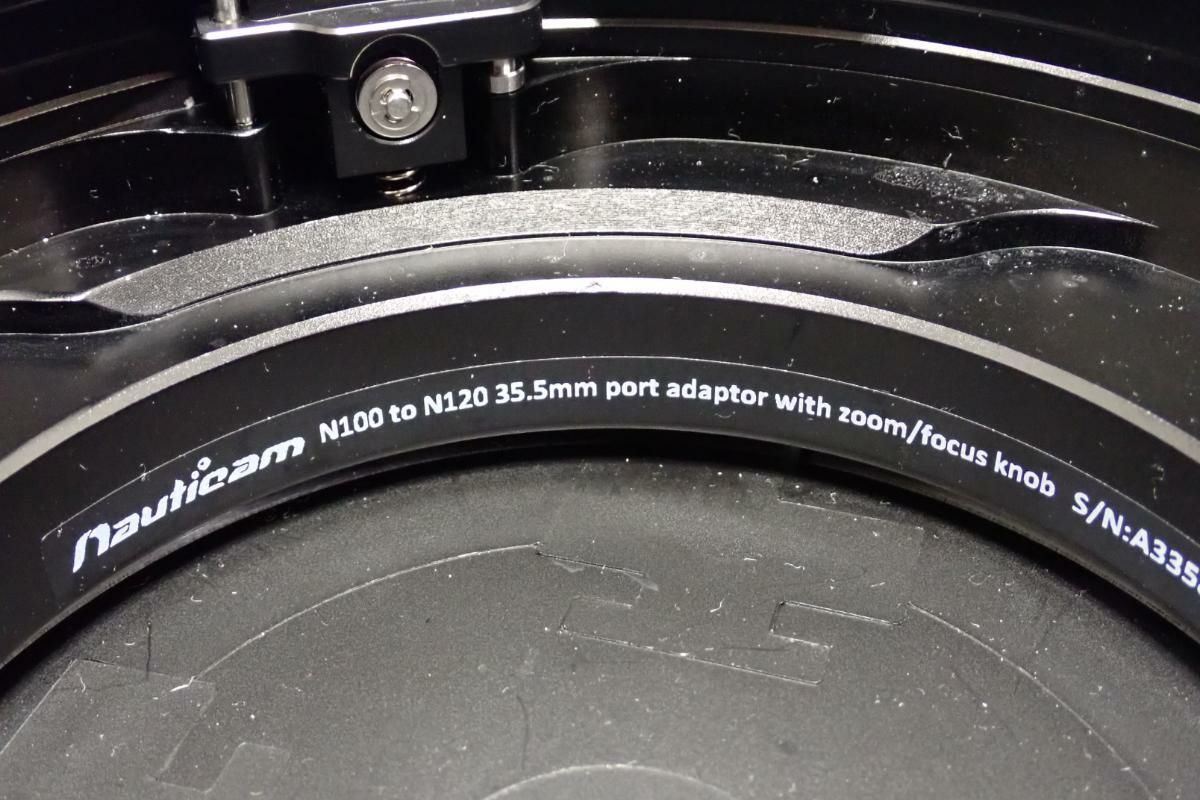 Nauticam N100 to N120 35.5mm port adaptor with zoom/focus knob S/N:A335